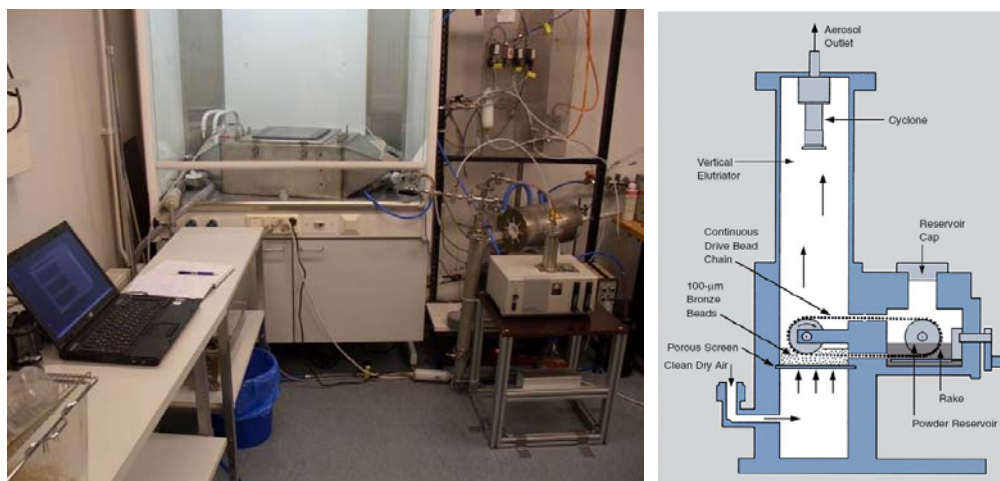 Aerosol
Outlet
Cyclone
Vertical
Elutriator
Reservoir
Cap
Continuous
Drive Bead
Chain
100-µm
Bronze
Beads
Porous Screen
Clean Dry Air
Rake
Powder Reservoir